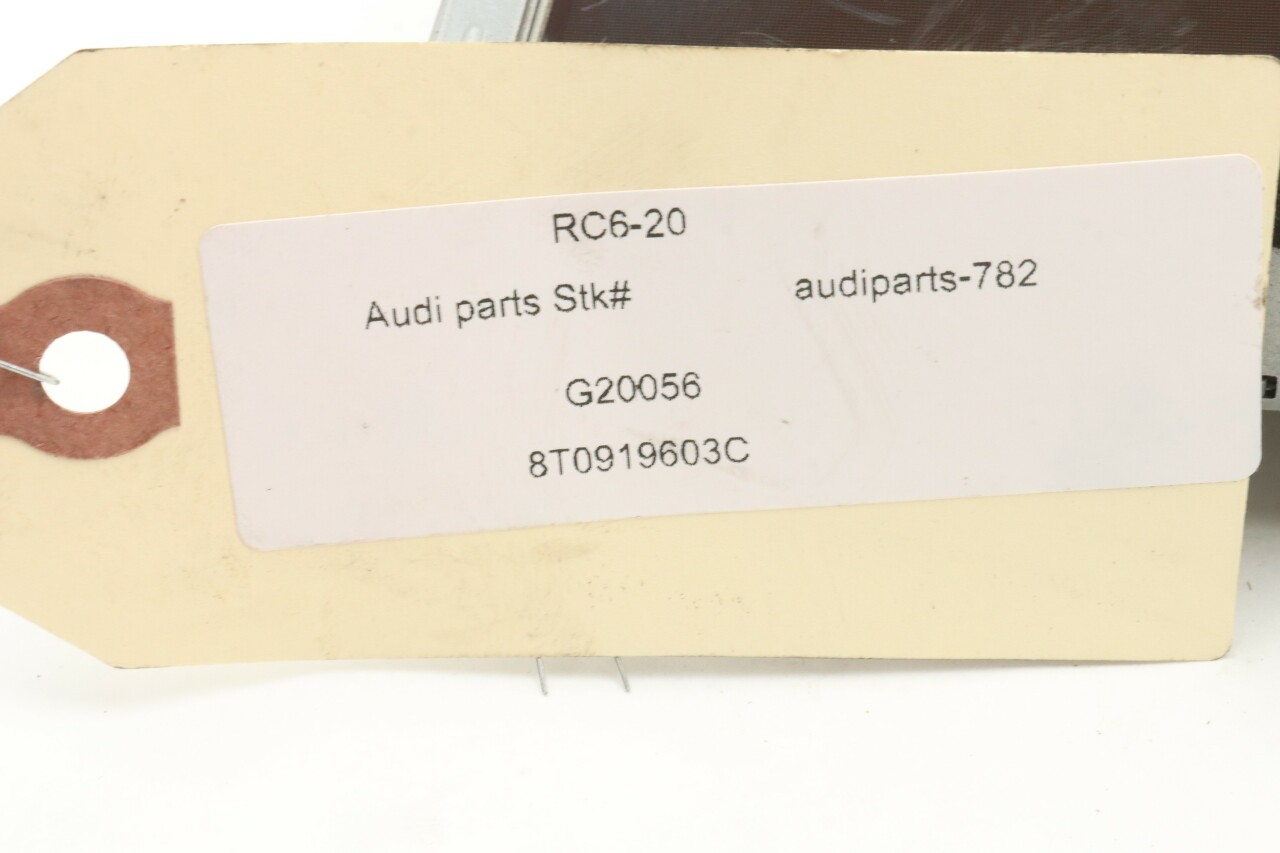 RC6-20
Audi parts Stk# audiparts-782
G20056
8T0919603C